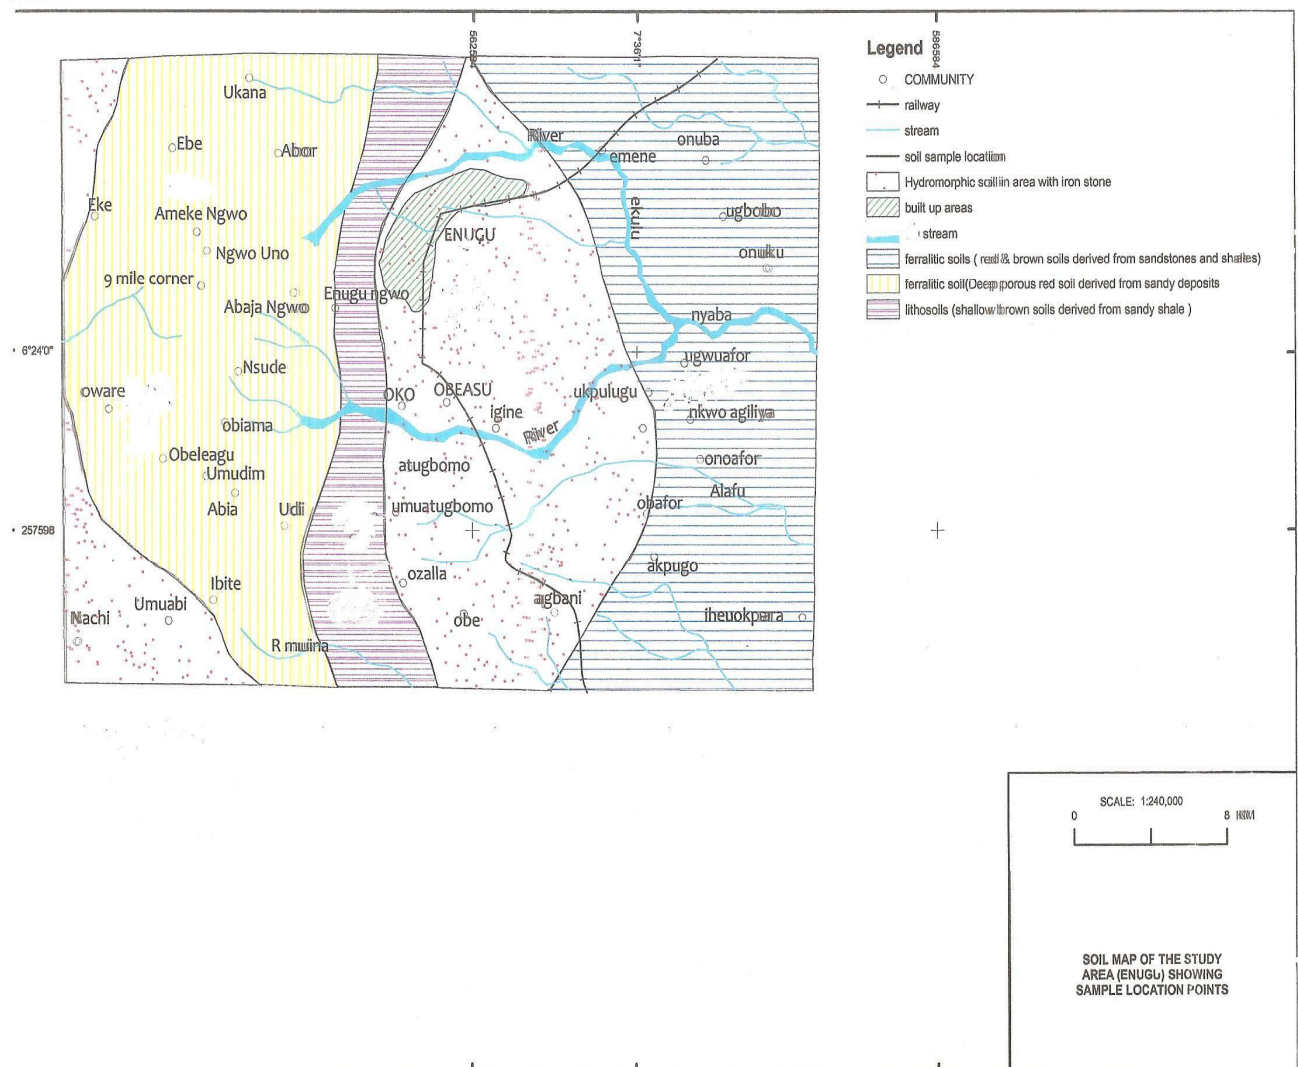 562584
7°36'1"
586584
Legend
COMMUNITY
railway
stream
soil sample location
Hydromorphic soil in area with iron stone
built up areas
stream
ferralitic soils ( red & brown soils derived from sandstones and shales)
ferralitic soil(Deep porous red soil derived from sandy deposits
lithosolls (shallow brown soils derived from sandy shale )
Ukana
River
emene
onuba
Ebe
Abor
Eke
Ameke Ngwo
ekulu
ugbobo
ENUGU
Ngwo Uno
onuku
9 mile corner
Abaja Ngwo
Enugu ngwo
nyaba
6°24'0"
ugwuafor
Nsude
oware
OKO
OBEASU
ukpulugu
igine
nkwo agiliya
obiama
River
Obeleagu
onoafor
Umudim
atugbomo
Alafu
Abia
Udi
umuatugbomo
obafor
257598
akpugo
ozalla
Ibite
Umuabi
agbani
Nachi
obe
iheuokpara
R mwiria
SCALE: 1:240,000
0
8
SOIL MAP OF THE STUDY
AREA (ENUGU) SHOWING
SAMPLE LOCATION POINTS